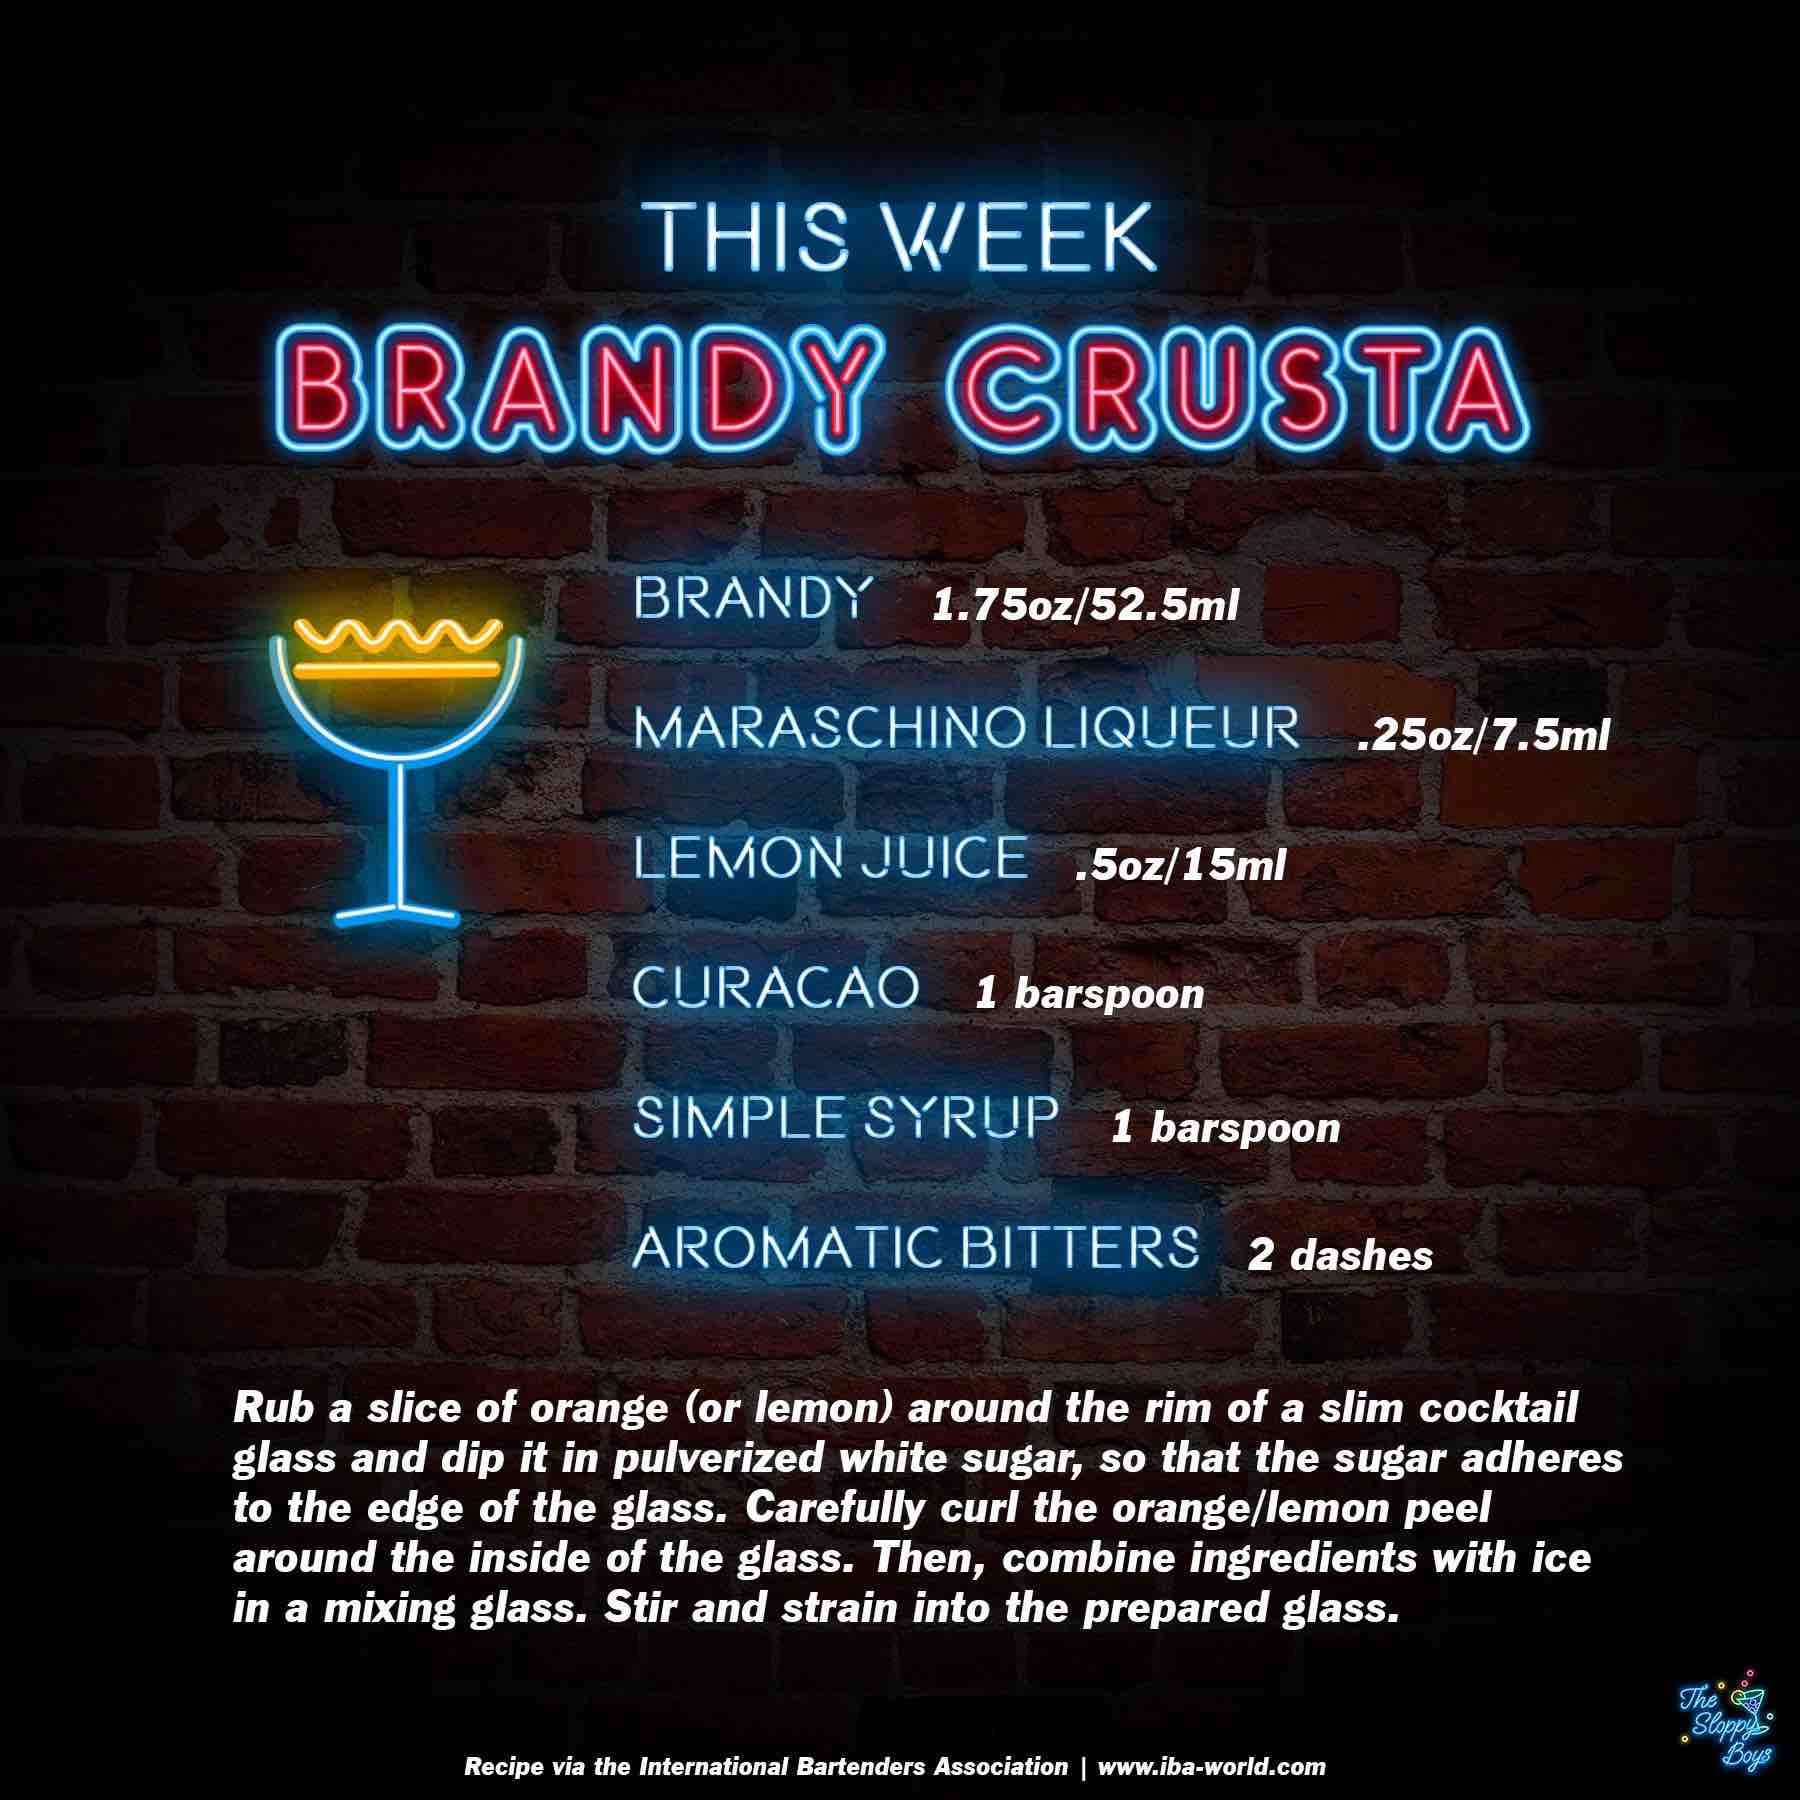 THIS WEEK
BRANDY CRUSTA
BRANDY 1.75oz/52.5ml
MARASCHINO LIQUEUR .25oz/7.5ml
LEMON JUICE .5oz/15ml
CURACAO 1 barspoon
SIMPLE SYRUP 1 barspoon
AROMATIC BITTERS 2 dashes
Rub a slice of orange (or lemon) around the rim of a slim cocktail
glass and dip it in pulverized white sugar, so that the sugar adheres
to the edge of the glass. Carefully curl the orange/lemon peel
around the inside of the glass. Then, combine ingredients with ice
in a mixing glass. Stir and strain into the prepared glass.
The
Sloppy
Boys
Recipe via the International Bartenders Association | www.iba-world.com